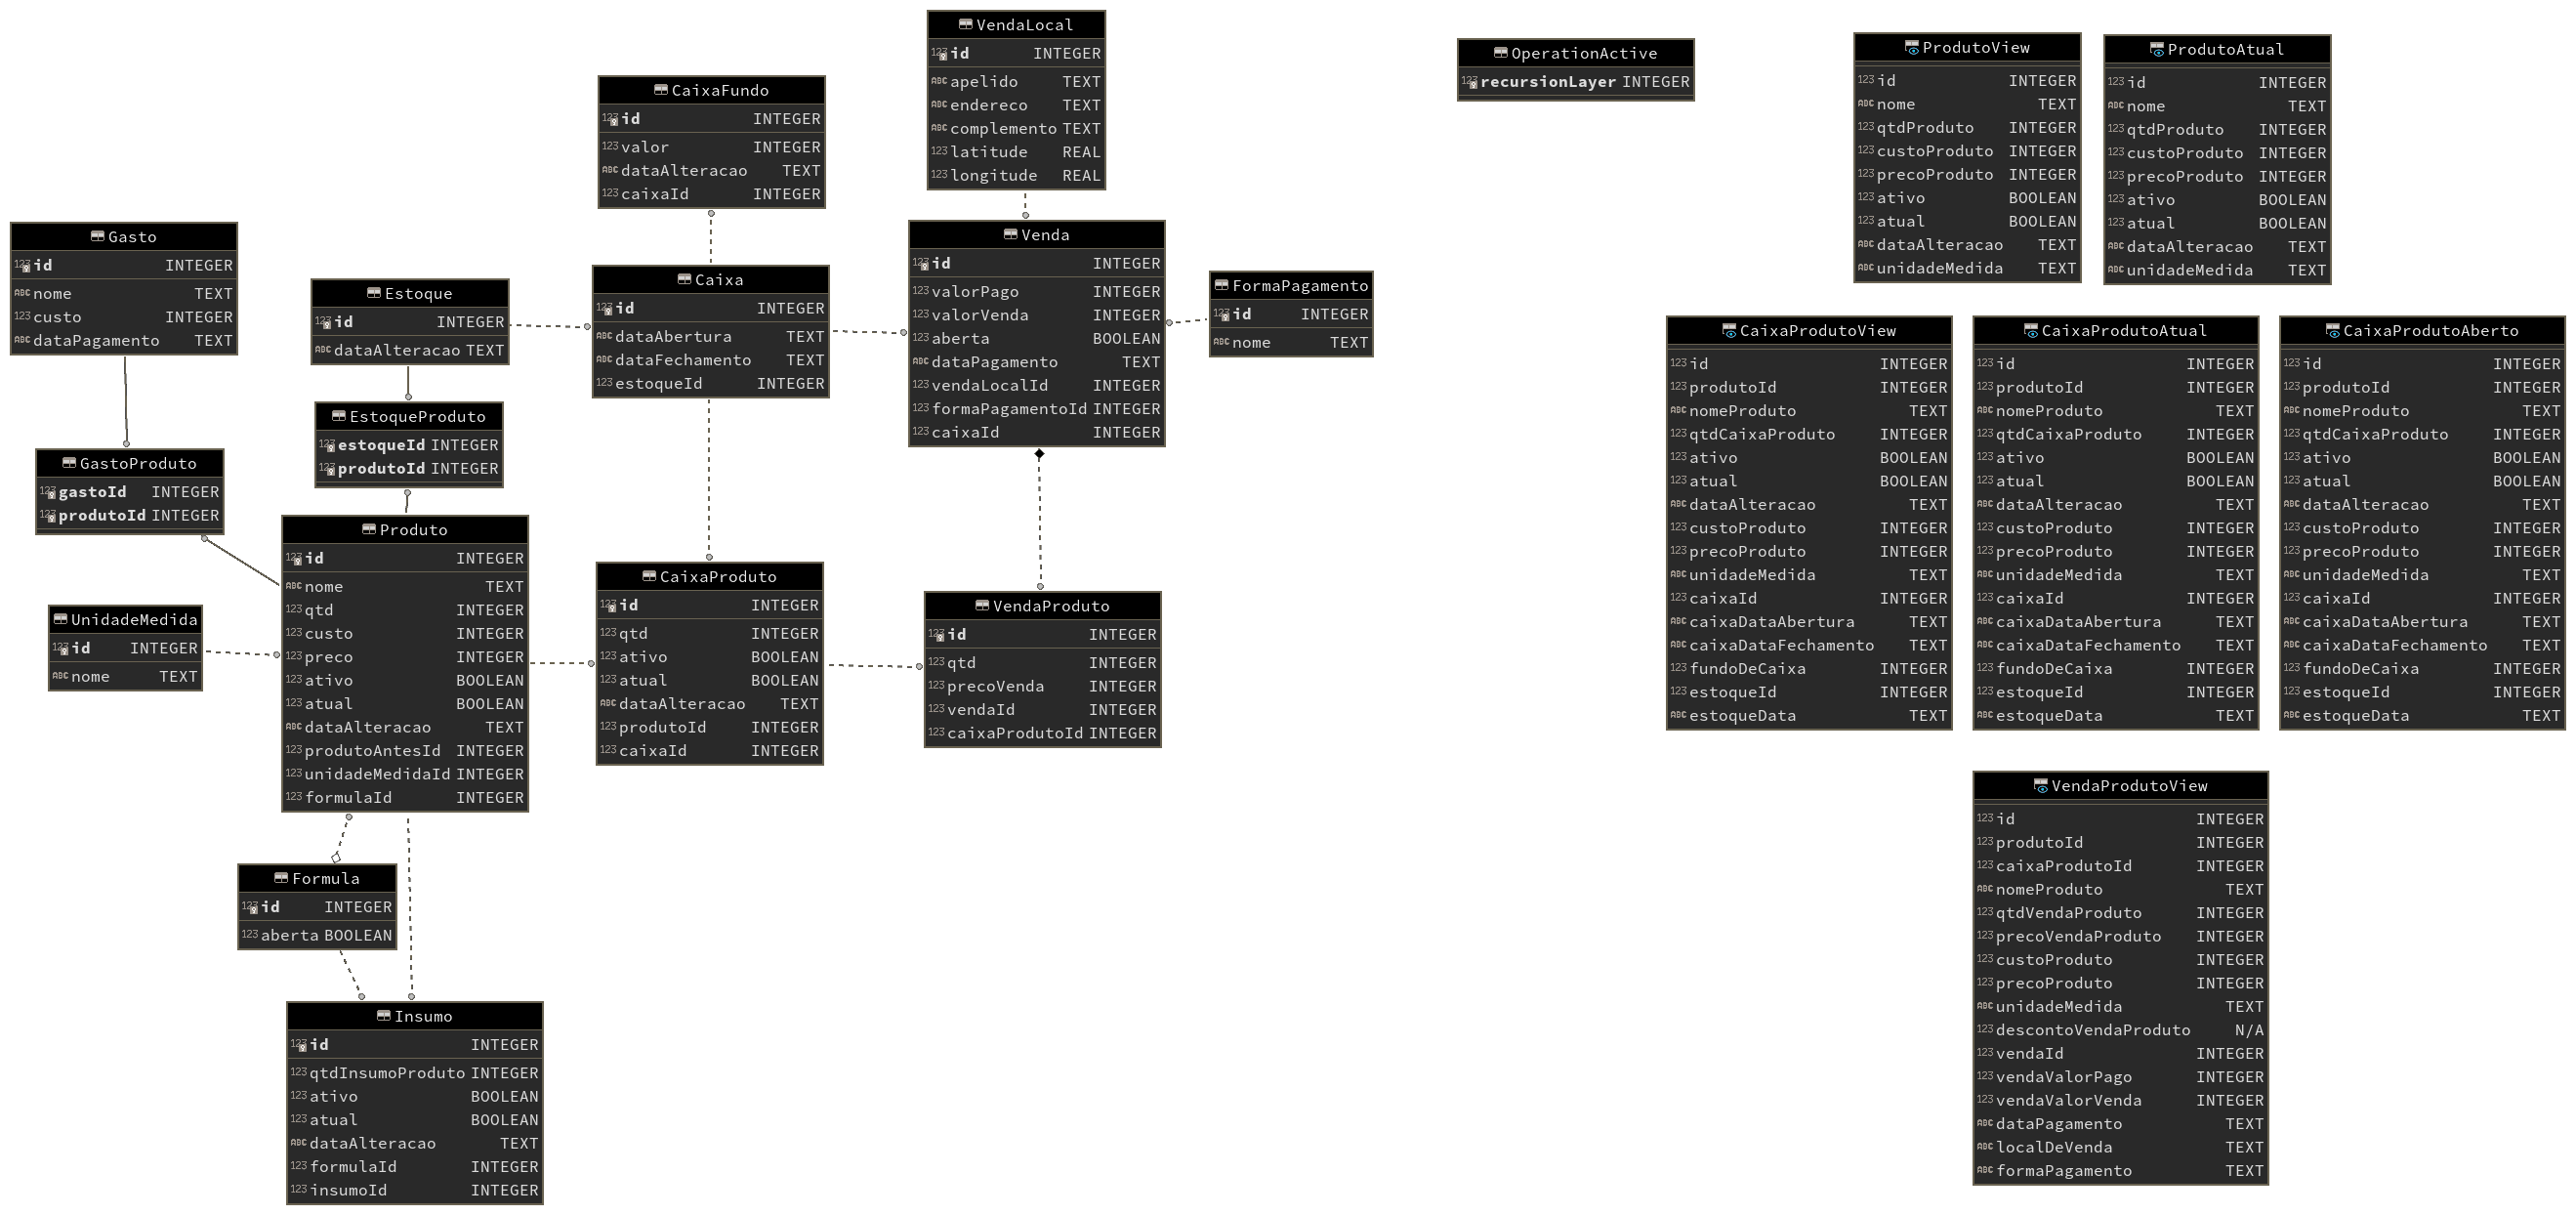 VendaLocal
id INTEGER
apelido TEXT
endereco TEXT
complemento TEXT
latitude REAL
longitude REAL
OperationActive
recursionLayer INTEGER
ProdutoView
id INTEGER
nome TEXT
qtdProduto INTEGER
custoProduto INTEGER
precoProduto INTEGER
ativo BOOLEAN
atual BOOLEAN
dataAlteracao TEXT
unidadeMedida TEXT
ProdutoAtual
id INTEGER
nome TEXT
qtdProduto INTEGER
custoProduto INTEGER
precoProduto INTEGER
ativo BOOLEAN
atual BOOLEAN
dataAlteracao TEXT
unidadeMedida TEXT
CaixaFundo
id INTEGER
valor INTEGER
dataAlteracao TEXT
caixaId INTEGER
Gasto
id INTEGER
nome TEXT
custo INTEGER
dataPagamento TEXT
Estoque
id INTEGER
dataAlteracao TEXT
Caixa
id INTEGER
dataAbertura TEXT
dataFechamento TEXT
estoqueId INTEGER
Venda
id INTEGER
valorPago INTEGER
valorVenda INTEGER
aberta BOOLEAN
dataPagamento TEXT
vendaLocalId INTEGER
formaPagamentoId INTEGER
caixaId INTEGER
FormaPagamento
id INTEGER
nome TEXT
CaixaProdutoView
id INTEGER
produtoId INTEGER
nomeProduto TEXT
qtdCaixaProduto INTEGER
ativo BOOLEAN
atual BOOLEAN
dataAlteracao TEXT
custoProduto INTEGER
precoProduto INTEGER
unidadeMedida TEXT
caixaId INTEGER
caixaDataAbertura TEXT
caixaDataFechamento TEXT
fundoDeCaixa INTEGER
estoqueId INTEGER
estoqueData TEXT
CaixaProdutoAtual
id INTEGER
produtoId INTEGER
nomeProduto TEXT
qtdCaixaProduto INTEGER
ativo BOOLEAN
atual BOOLEAN
dataAlteracao TEXT
custoProduto INTEGER
precoProduto INTEGER
unidadeMedida TEXT
caixaId INTEGER
caixaDataAbertura TEXT
caixaDataFechamento TEXT
fundoDeCaixa INTEGER
estoqueId INTEGER
estoqueData TEXT
CaixaProdutoAberto
id INTEGER
produtoId INTEGER
nomeProduto TEXT
qtdCaixaProduto INTEGER
ativo BOOLEAN
atual BOOLEAN
dataAlteracao TEXT
custoProduto INTEGER
precoProduto INTEGER
unidadeMedida TEXT
caixaId INTEGER
caixaDataAbertura TEXT
caixaDataFechamento TEXT
fundoDeCaixa INTEGER
estoqueId INTEGER
estoqueData TEXT
EstoqueProduto
estoqueId INTEGER
produtoId INTEGER
GastoProduto
gastoId INTEGER
produtoId INTEGER
Produto
id INTEGER
nome TEXT
qtd INTEGER
custo INTEGER
preco INTEGER
ativo BOOLEAN
atual BOOLEAN
dataAlteracao TEXT
produtoAntesId INTEGER
unidadeMedidaId INTEGER
formulaId INTEGER
UnidadeMedida
id INTEGER
nome TEXT
CaixaProduto
id INTEGER
qtd INTEGER
ativo BOOLEAN
atual BOOLEAN
dataAlteracao TEXT
produtoId INTEGER
caixaId INTEGER
VendaProduto
id INTEGER
qtd INTEGER
precoVenda INTEGER
vendaId INTEGER
caixaProdutoId INTEGER
VendaProdutoView
id INTEGER
produtoId INTEGER
caixaProdutoId INTEGER
nomeProduto TEXT
qtdVendaProduto INTEGER
precoVendaProduto INTEGER
custoProduto INTEGER
precoProduto INTEGER
unidadeMedida TEXT
descontoVendaProduto N/A
vendaId INTEGER
vendaValorPago INTEGER
vendaValorVenda INTEGER
dataPagamento TEXT
localDeVenda TEXT
formaPagamento TEXT
Formula
id INTEGER
aberta BOOLEAN
Insumo
id INTEGER
qtdInsumoProduto INTEGER
ativo BOOLEAN
atual BOOLEAN
dataAlteracao TEXT
formulaId INTEGER
insumoId INTEGER